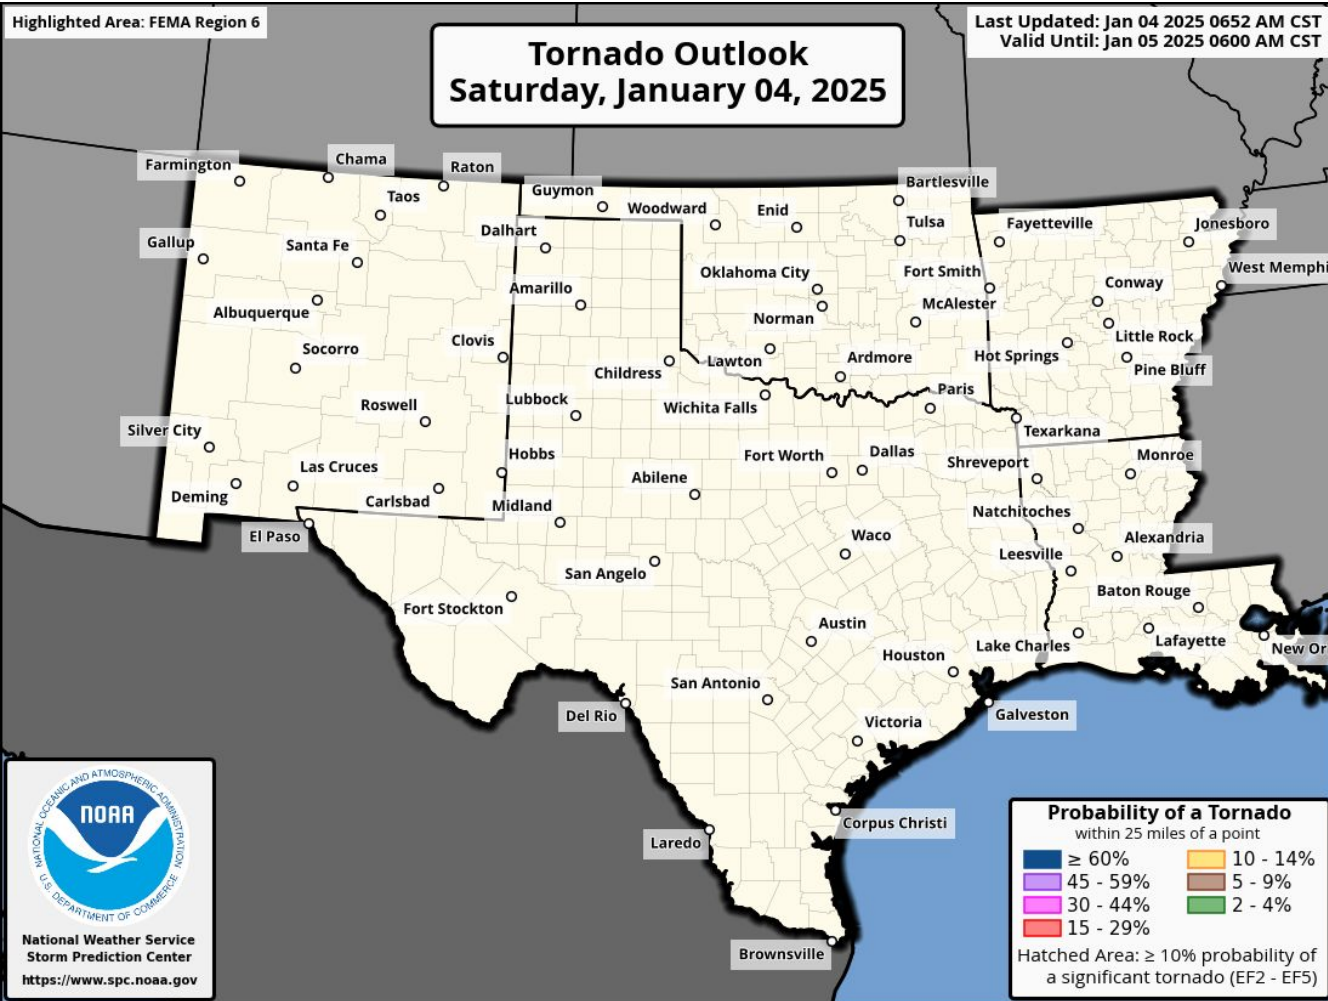 Highlighted Area: FEMA Region 6
Last Updated: Jan 04 2025 0652 AM CST
Valid Until: Jan 05 2025 0600 AM CST
Tornado Outlook
Saturday, January 04, 2025
Farmington
Chama
Raton
Taos
Guymon
Woodward
Enid
Bartlesville
Tulsa
Fayetteville
Jonesboro
Gallup
Santa Fe
Dalhart
Oklahoma City
Fort Smith
West Memphi
Amarillo
Conway
Albuquerque
Norman
McAlester
Little Rock
Socorro
Clovis
Childress
Lawton
Ardmore
Hot Springs
Pine Bluff
Roswell
Lubbock
Wichita Falls
Paris
Texarkana
Silver City
Las Cruces
Hobbs
Abilene
Fort Worth
Dallas
Shreveport
Monroe
Deming
Carlsbad
Midland
Natchitoches
El Paso
Waco
Alexandria
San Angelo
Leesville
Fort Stockton
Baton Rouge
Austin
Lake Charles
Lafayette
New Or
Houston
San Antonio
Del Rio
Victoria
Galveston
Corpus Christi
Laredo
Brownsville
NATIONAL OCEANIC AND ATMOSPHERIC ADMINISTRATION
NOAA
U.S. DEPARTMENT OF COMMERCE
National Weather Service
Storm Prediction Center
https://www.spc.noaa.gov
Probability of a Tornado
within 25 miles of a point
≥ 60%
45 - 59%
30 - 44%
15 - 29%
10 - 14%
5 - 9%
2 - 4%
Hatched Area: ≥ 10% probability of
a significant tornado (EF2 - EF5)